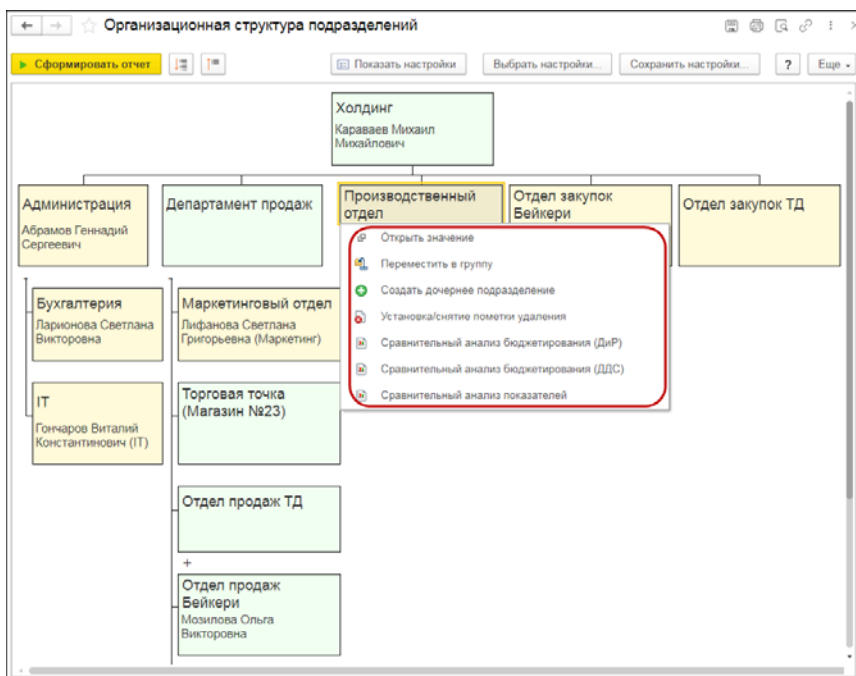 Организационная структура подразделений
Сформировать отчет
Показать настройки
Выбрать настройки...
Сохранить настройки...
?
Еще
Холдинг
Караваев Михаил
Михайлович
Администрация
Абрамов Геннадий
Сергеевич
Департамент продаж
Производственный
отдел
Отдел закупок
Бейкери
Отдел закупок ТД
Открыть значение
Переместить в группу
Создать дочернее подразделение
Установка/снятие пометки удаления
Сравнительный анализ бюджетирования (ДиР)
Сравнительный анализ бюджетирования (ДДС)
Сравнительный анализ показателей
Бухгалтерия
Ларионова Светлана
Викторовна
IT
Гончаров Виталий
Константинович (IT)
Маркетинговый отдел
Лифанова Светлана
Григорьевна (Маркетинг)
Торговая точка
(Магазин №23)
Отдел продаж ТД
+
Отдел продаж
Бейкери
Мозилова Ольга
Викторовна